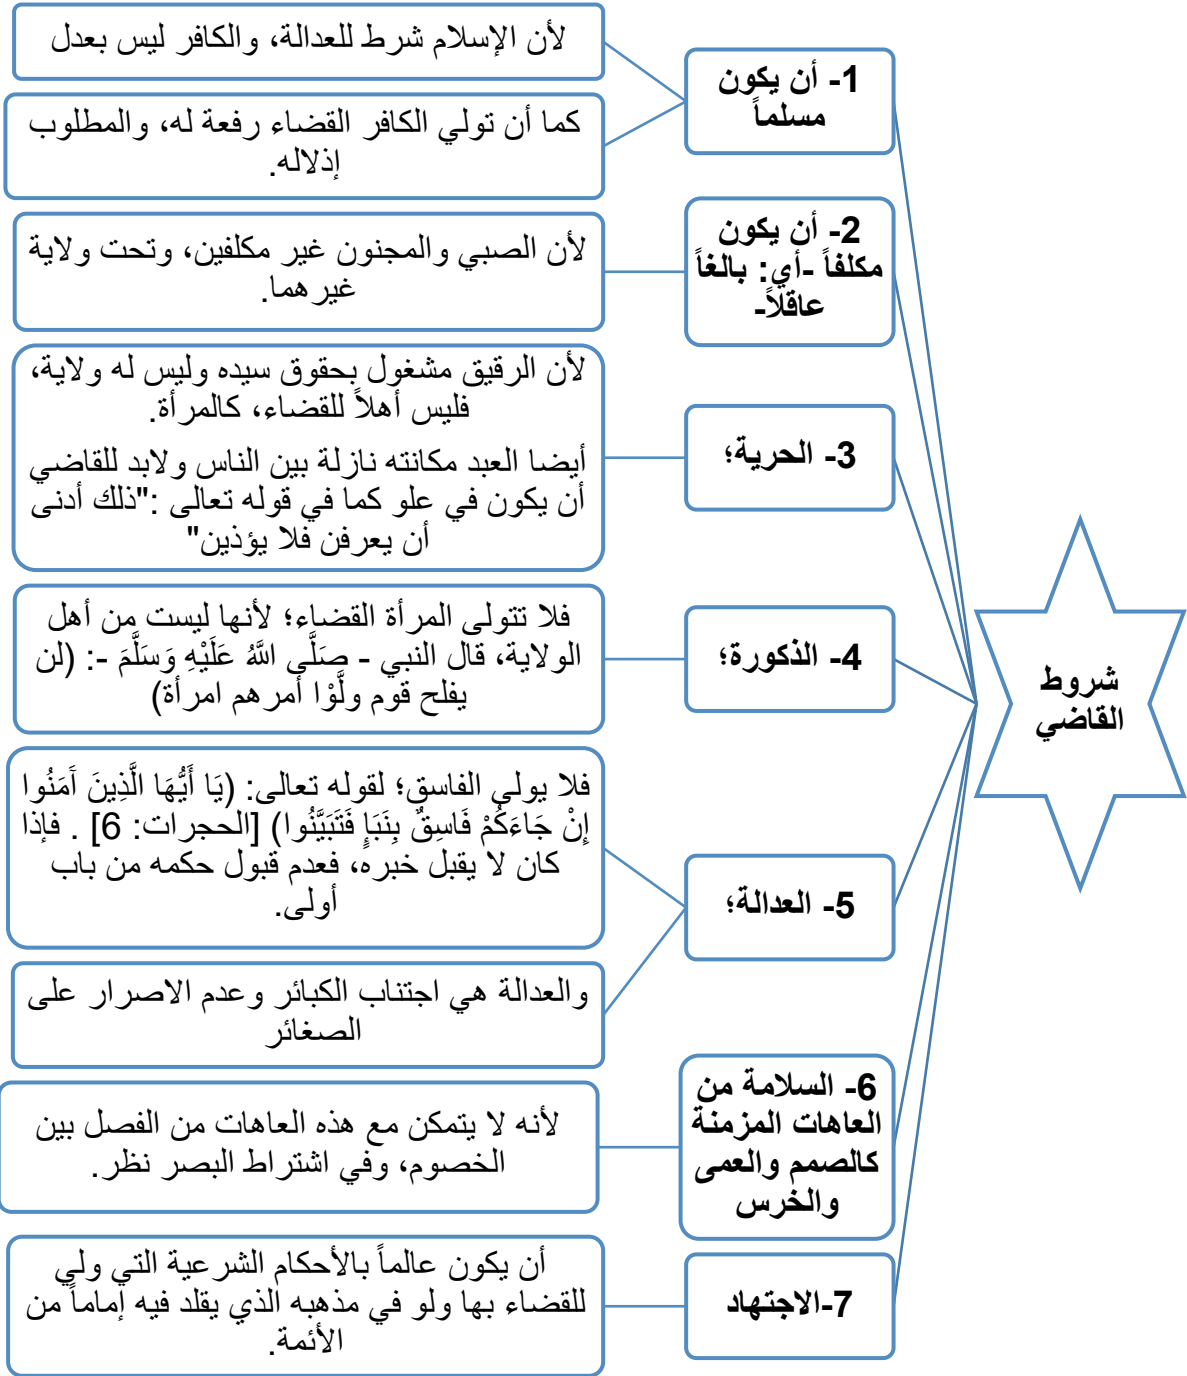 شروط
القاضي
1- أن يكون
مسلماً
لأن الإسلام شرط للعدالة، والكافر ليس بعدل
كما أن تولي الكافر القضاء رفعة له، والمطلوب
إذلاله.
2- أن يكون
مكلفاً -أي: بالغاً
عاقلاً-
لأن الصبي والمجنون غير مكلفين، وتحت ولاية
غيرهما.
3- الحرية؛
لأن الرقيق مشغول بحقوق سيده وليس له ولاية،
فليس أهلاً للقضاء، كالمرأة.
أيضا العبد مكانته نازلة بين الناس ولابد للقاضي
أن يكون في علو كما في قوله تعالى :"ذلك أدنى
أن يعرفن فلا يؤذين"
4- الذكورة؛
فلا تتولى المرأة القضاء؛ لأنها ليست من أهل
الولاية، قال النبي - صَلَّى اللَّهُ عَلَيْهِ وَسَلَّمَ -: (لن
يفلح قوم ولَّوْا أمرهم امرأة)
5- العدالة؛
فلا يولى الفاسق؛ لقوله تعالى: (يَا أَيُّهَا الَّذِينَ آَمَنُوا
إِنْ جَاءَكُمْ فَاسِقٌ بِنَبَإٍ فَتَبَيَّنُوا) [الحجرات: 6] . فإذا
كان لا يقبل خبره، فعدم قبول حكمه من باب
أولى.
والعدالة هي اجتناب الكبائر وعدم الاصرار على
الصغائر
6- السلامة من
العاهات المزمنة
كالصمم والعمى
والخرس
لأنه لا يتمكن مع هذه العاهات من الفصل بين
الخصوم، وفي اشتراط البصر نظر.
7-الاجتهاد
أن يكون عالماً بالأحكام الشرعية التي ولي
للقضاء بها ولو في مذهبه الذي يقلد فيه إماماً من
الأئمة.